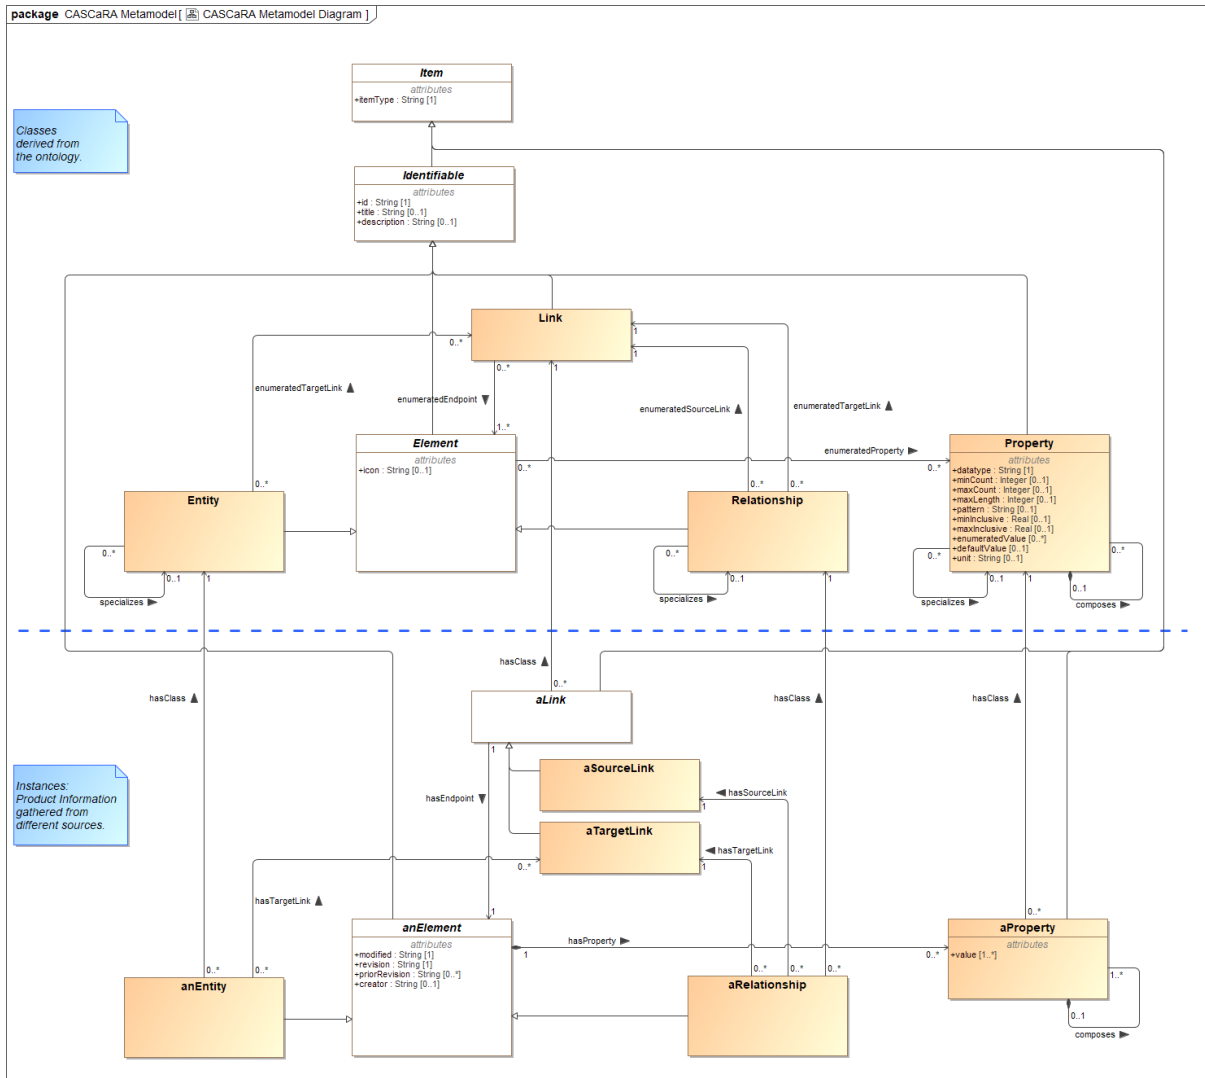 package CASCaRA Metamodel [ CASCaRA Metamodel Diagram ]
Item
attributes
+itemType : String [1]
Classes
derived from
the ontology.
Identifiable
attributes
+id : String [1]
+title : String [0..1]
+description : String [0..1]
Link
0..*
1
1
enumeratedTargetLink
0..*
1
enumeratedEndpoint
enumeratedSourceLink
enumeratedTargetLink
1..*
Element
attributes
+icon : String [0..1]
0..*
enumeratedProperty
0..*
Property
attributes
+datatype : String [1]
+minCount : Integer [0..1]
+maxCount : Integer [0..1]
+maxLength : Integer [0..1]
+pattern : String [0..1]
+minInclusive : Real [0..1]
+maxInclusive : Real [0..1]
+enumeratedValue [0..*]
+defaultValue [0..1]
+unit : String [0..1]
0..*
Entity
0..*
0..1
1
specializes
0..*
0..*
Relationship
0..*
0..1
1
specializes
0..*
0..1
1
specializes
0..*
0..1
composes
hasClass
hasClass
hasClass
hasClass
0..*
aLink
1
aSourceLink
hasSourceLink
1
hasEndpoint
aTargetLink
hasTargetLink
1
0..*
hasTargetLink
1
anElement
attributes
+modified : String [1]
+revision : String [1]
+priorRevision : String [0..*]
+creator : String [0..1]
1
hasProperty
0..*
0..*
aProperty
attributes
+value [1..*]
1..*
0..1
composes
0..*
0..*
anEntity
0..*
0..*
0..*
aRelationship
Instances:
Product Information
gathered from
different sources.